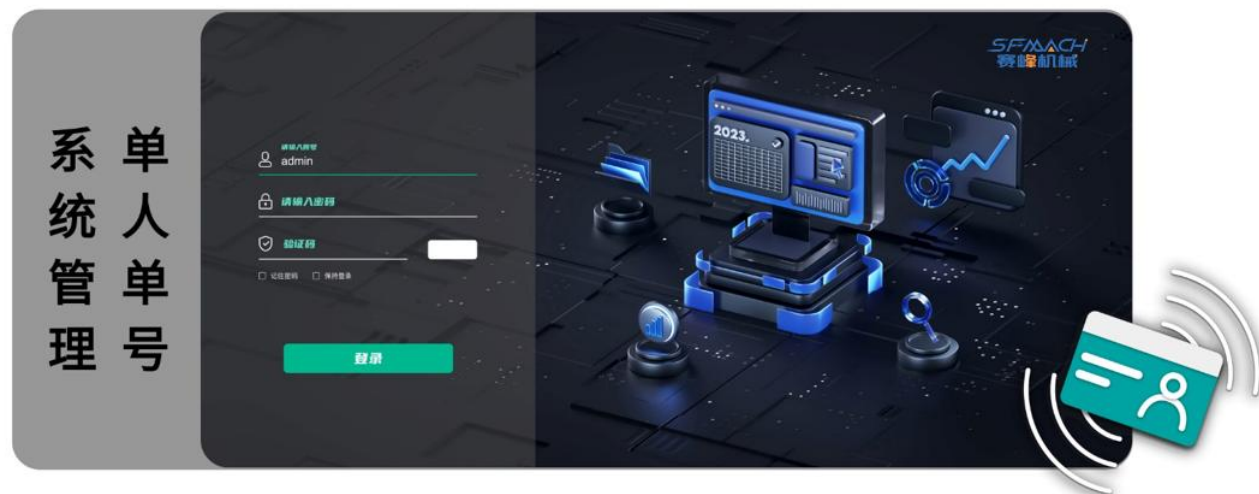 单人单号
系统管理
请输入账号
admin
请输入密码
验证码
记住密码
保持登录
登录
SFMACH
赛峰机械
2023.